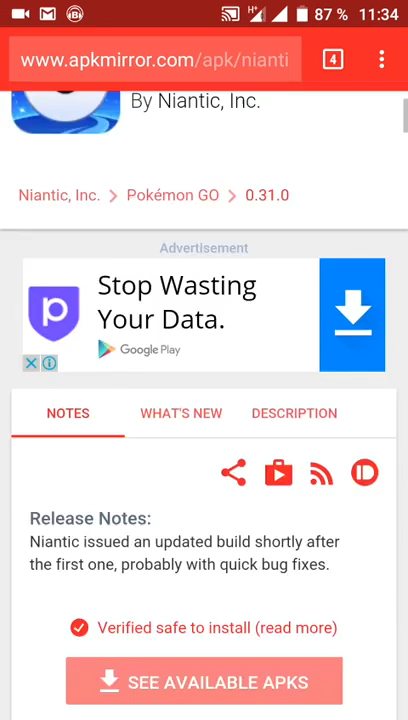 H+
87 % 11:34
www.apkmirror.com/apk/nianti
4
By Niantic, Inc.
Niantic, Inc. > Pokémon GO > 0.31.0
Advertisement
Stop Wasting
Your Data.
Google Play
NOTES WHAT'S NEW DESCRIPTION
Release Notes:
Niantic issued an updated build shortly after
the first one, probably with quick bug fixes.
Verified safe to install (read more)
SEE AVAILABLE APKS